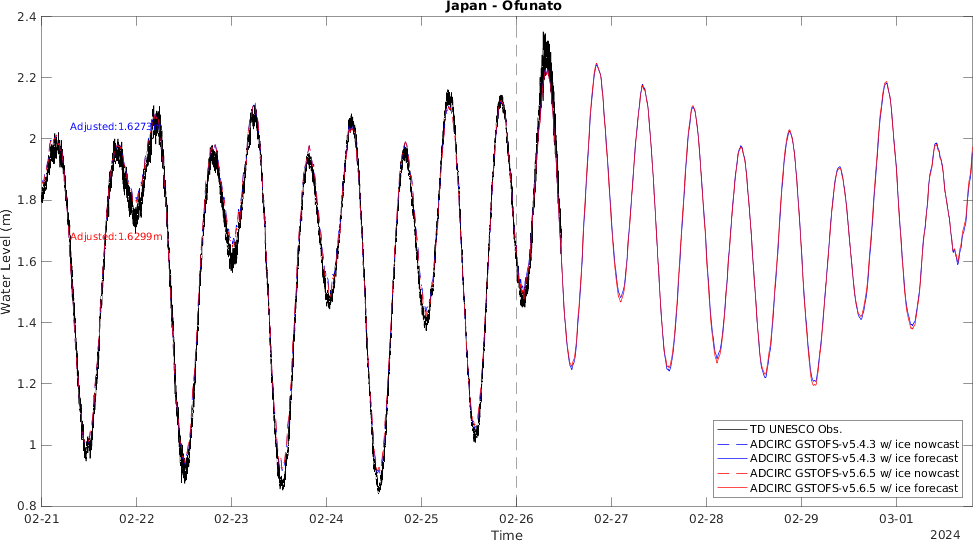 Japan - Ofunato
2.4
2.2
2
1.8
1.6
1.4
1.2
1
0.8
Water Level (m)
Adjusted:1.6273m
Adjusted:1.6299m
TD UNESCO Obs.
ADCIRC GSTOFS-v5.4.3 w/ ice nowcast
ADCIRC GSTOFS-v5.4.3 w/ ice forecast
ADCIRC GSTOFS-v5.6.5 w/ ice nowcast
ADCIRC GSTOFS-v5.6.5 w/ ice forecast
02-21 02-22 02-23 02-24 02-25 02-26 02-27 02-28 02-29 03-01
Time
2024